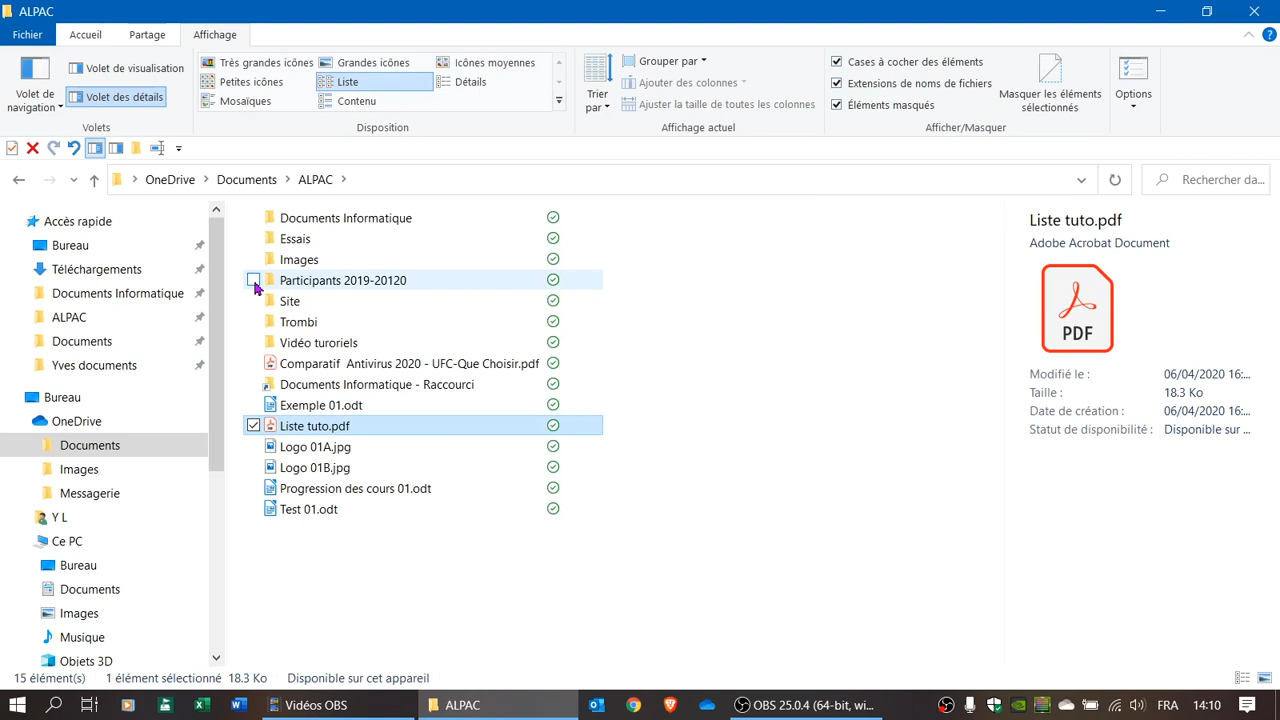 ALPAC
Fichier Accueil Partage Affichage
Volet de navigation
Volet de visualisation
Volet des détails
Volets
Très grandes icônes Grandes icônes Icônes moyennes
Petites icônes Liste Détails
Mosaïques Contenu
Disposition
Trier par
Grouper par
Ajouter des colonnes
Ajuster la taille de toutes les colonnes
Affichage actuel
Cases à cocher des éléments
Extensions de noms de fichiers
Éléments masqués
Masquer les éléments sélectionnés
Afficher/Masquer
Options
OneDrive Documents ALPAC
Rechercher da...
Accès rapide
Bureau
Téléchargements
Documents Informatique
ALPAC
Documents
Yves documents
Bureau
OneDrive
Documents
Images
Messagerie
Y L
Ce PC
Bureau
Documents
Images
Musique
Objets 3D
Documents Informatique
Essais
Images
Participants 2019-20120
Site
Trombi
Vidéo turoriels
Comparatif Antivirus 2020 - UFC-Que Choisir.pdf
Documents Informatique - Raccourci
Exemple 01.odt
Liste tuto.pdf
Logo 01A.jpg
Logo 01B.jpg
Progression des cours 01.odt
Test 01.odt
Liste tuto.pdf
Adobe Acrobat Document
PDF
Modifié le : 06/04/2020 16:...
Taille : 18.3 Ko
Date de création : 06/04/2020 16:...
Statut de disponibilité : Disponible sur ...
15 élément(s) 1 élément sélectionné 18.3 Ko Disponible sur cet appareil
Vidéos OBS ALPAC OBS 25.0.4 (64-bit, wi... FRA 14:10